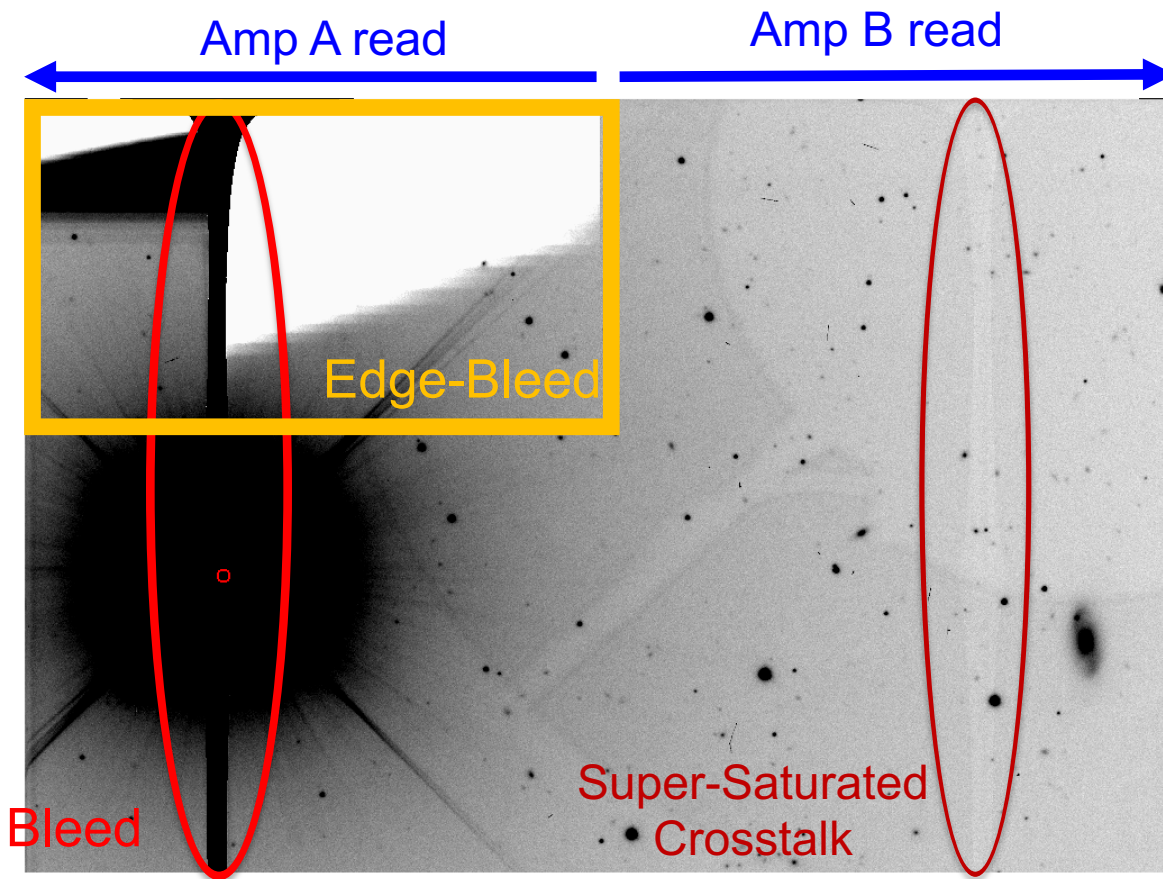 Amp A read
Amp B read
Edge-Bleed
Super-Saturated
Crosstalk
Bleed